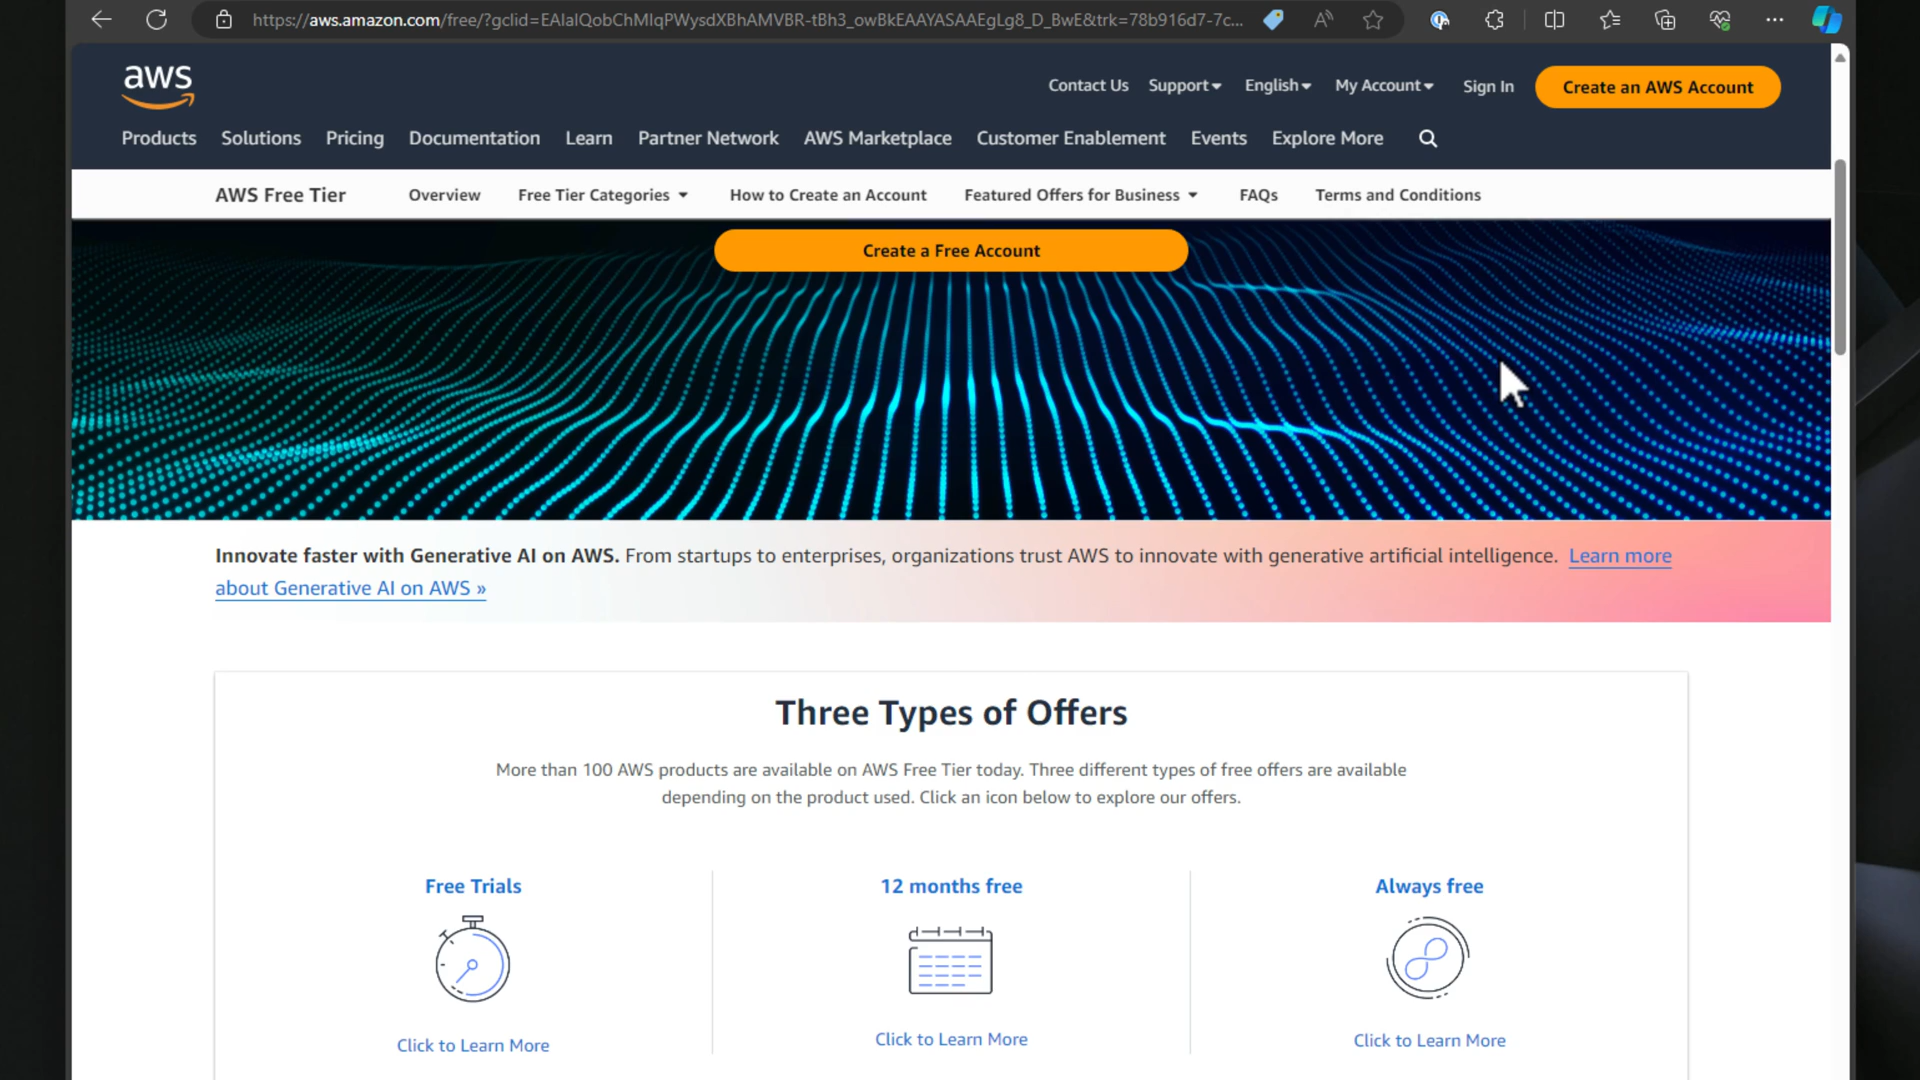 https://aws.amazon.com/free/?gclid=EAIaIQobChMIqPWysdXBhAMVBR-tBh3_owBkEAAYASAAEgLg8_D_BwE&trk=78b916d7-7c...
aws
Contact Us Support English My Account Sign In Create an AWS Account
Products Solutions Pricing Documentation Learn Partner Network AWS Marketplace Customer Enablement Events Explore More
AWS Free Tier Overview Free Tier Categories How to Create an Account Featured Offers for Business FAQs Terms and Conditions
Create a Free Account
Innovate faster with Generative AI on AWS. From startups to enterprises, organizations trust AWS to innovate with generative artificial intelligence. Learn more
about Generative AI on AWS »
Three Types of Offers
More than 100 AWS products are available on AWS Free Tier today. Three different types of free offers are available
depending on the product used. Click an icon below to explore our offers.
Free Trials 12 months free Always free
Click to Learn More Click to Learn More Click to Learn More